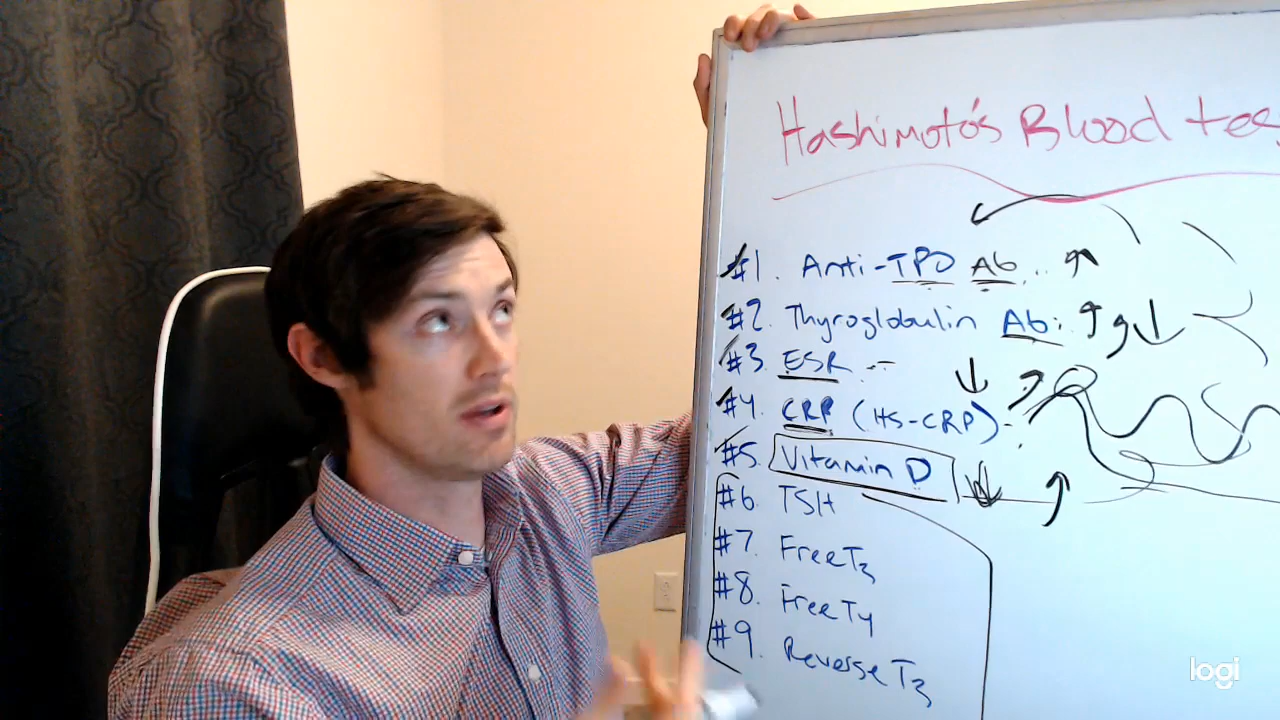 Hashimoto's Blood tes
#1. Anti-TPO Ab
#2. Thyroglobulin Ab:
#3. ESR
#4. CRP (HS-CRP)
#5. Vitamin D
#6. TSH
#7. Free T3
#8. Free T4
#9. Reverse T3
logi